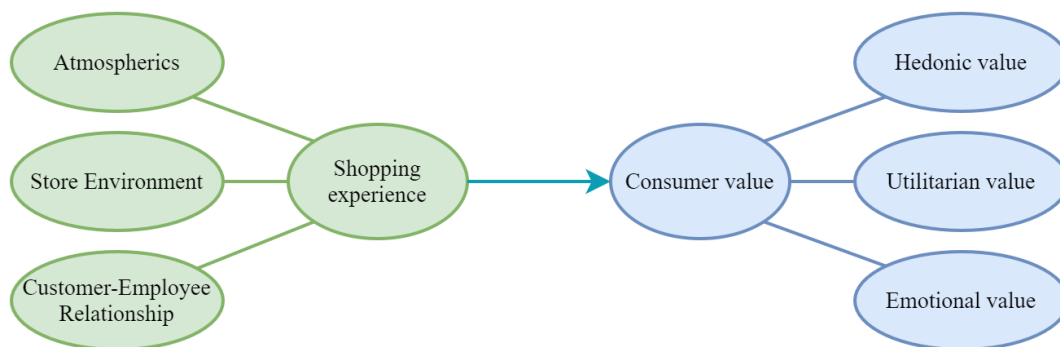 Atmospherics
Hedonic value
Store Environment
Shopping
experience
Consumer value
Utilitarian value
Customer-Employee
Relationship
Emotional value